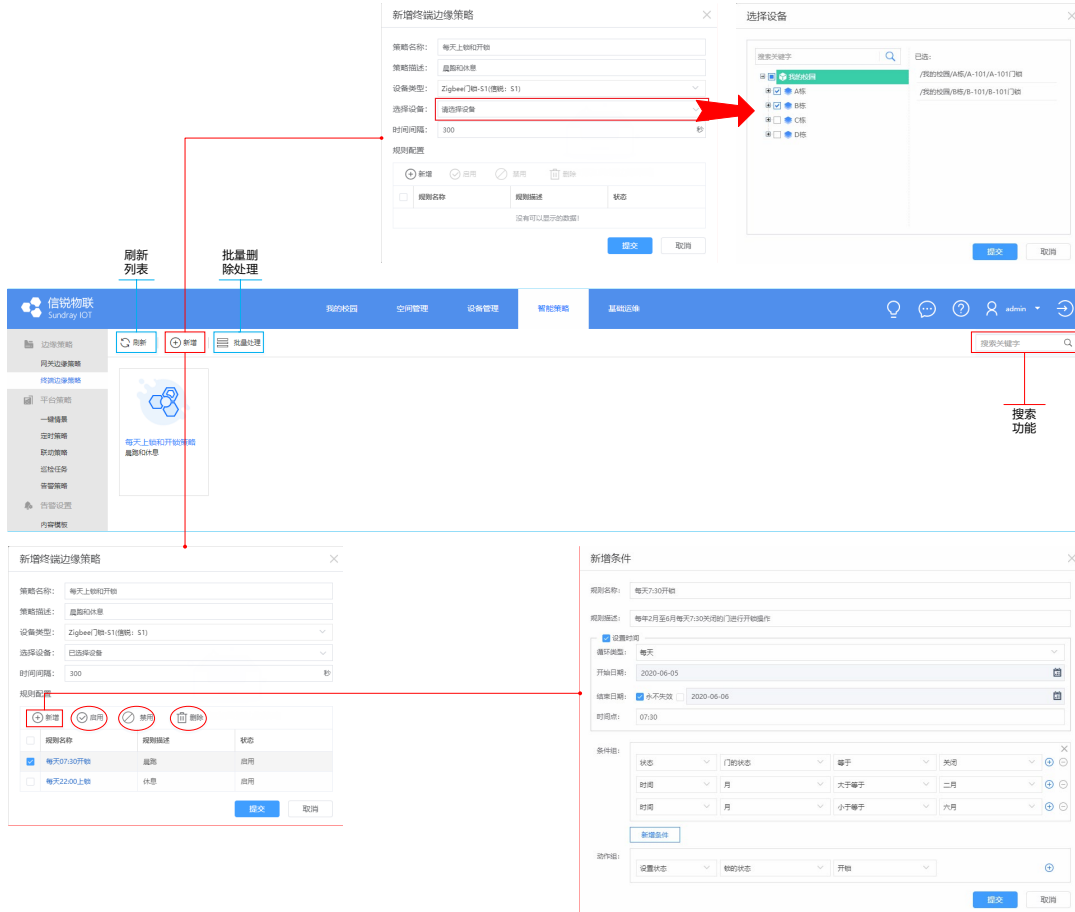 新增终端边缘策略
策略名称： 每天上锁和开锁
策略描述： 晨跑和休息
设备类型： Zigbee门锁-S1(信锐：S1)
选择设备： 请选择设备
时间间隔： 300 秒
规则配置
新增 启用 禁用 删除
规则名称 规则描述 状态
没有可以显示的数据!
提交 取消
选择设备
搜索关键字
已选:
我的校园
/我的校园/A栋/A-101/A-101门锁
A栋
/我的校园/B栋/B-101/B-101门锁
B栋
C栋
D栋
提交 取消
刷新
列表
批量删
除处理
信锐物联
Sundray IOT
我的校园 空间管理 设备管理 智能策略 基础运维
admin
边缘策略
网关边缘策略
终端边缘策略
平台策略
一键情景
定时策略
联动策略
巡检任务
告警策略
告警设置
内容模板
刷新 新增 批量处理
搜索关键字
每天上锁和开锁策略
晨跑和休息
搜索
功能
新增终端边缘策略
策略名称： 每天上锁和开锁
策略描述： 晨跑和休息
设备类型： Zigbee门锁-S1(信锐：S1)
选择设备： 已选择设备
时间间隔： 300 秒
规则配置
新增 启用 禁用 删除
规则名称 规则描述 状态
每天07:30开锁 晨跑 启用
每天22:00上锁 休息 启用
提交 取消
新增条件
规则名称： 每天7:30开锁
规则描述： 每年2月至6月每天7:30关闭的门进行开锁操作
设置时间
循环类型： 每天
开始日期： 2020-06-05
结束日期： 永不失效 2020-06-06
时间点： 07:30
条件组：
状态 门的状态 等于 关闭
时间 月 大于等于 二月
时间 月 小于等于 六月
新增条件
动作组：
设置状态 锁的状态 开锁
提交 取消